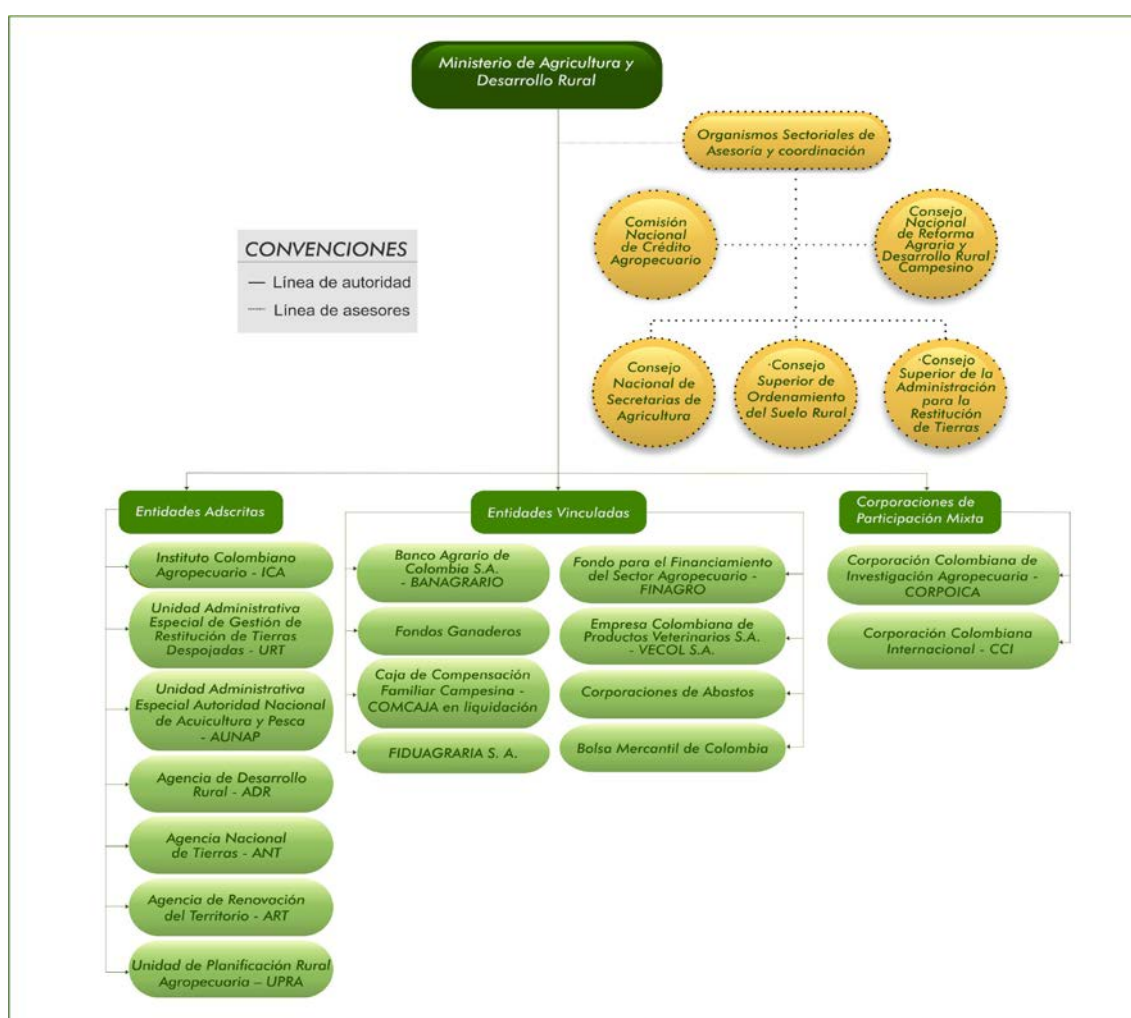 Ministerio de Agricultura y
Desarrollo Rural
Organismos Sectoriales de
Asesoría y coordinación
Comisión
Nacional
de Crédito
Agropecuario
Consejo
Nacional
de Reforma
Agraria y
Desarrollo Rural
Campesino
CONVENCIONES
Línea de autoridad
Línea de asesores
Consejo
Nacional de
Secretarias de
Agricultura
·Consejo
Superior de
Ordenamiento
del Suelo Rural
·Consejo
Superior de la
Administración
para la
Restitución
de Tierras
Entidades Adscritas
Instituto Colombiano
Agropecuario - ICA
Unidad Administrativa
Especial de Gestión de
Restitución de Tierras
Despojadas - URT
Unidad Administrativa
Especial Autoridad Nacional
de Acuicultura y Pesca
- AUNAP
Agencia de Desarrollo
Rural - ADR
Agencia Nacional
de Tierras - ANT
Agencia de Renovación
del Territorio - ART
Unidad de Planificación Rural
Agropecuaria – UPRA
Entidades Vinculadas
Banco Agrario de
Colombia S.A.
- BANAGRARIO
Fondos Ganaderos
Caja de Compensación
Familiar Campesina -
COMCAJA en liquidación
FIDUAGRARIA S. A.
Fondo para el Financiamiento
del Sector Agropecuario -
FINAGRO
Empresa Colombiana de
Productos Veterinarios S.A.
- VECOL S.A.
Corporaciones de Abastos
Bolsa Mercantil de Colombia
Corporaciones de
Participación Mixta
Corporación Colombiana de
Investigación Agropecuaria -
CORPOICA
Corporación Colombiana
Internacional - CCI